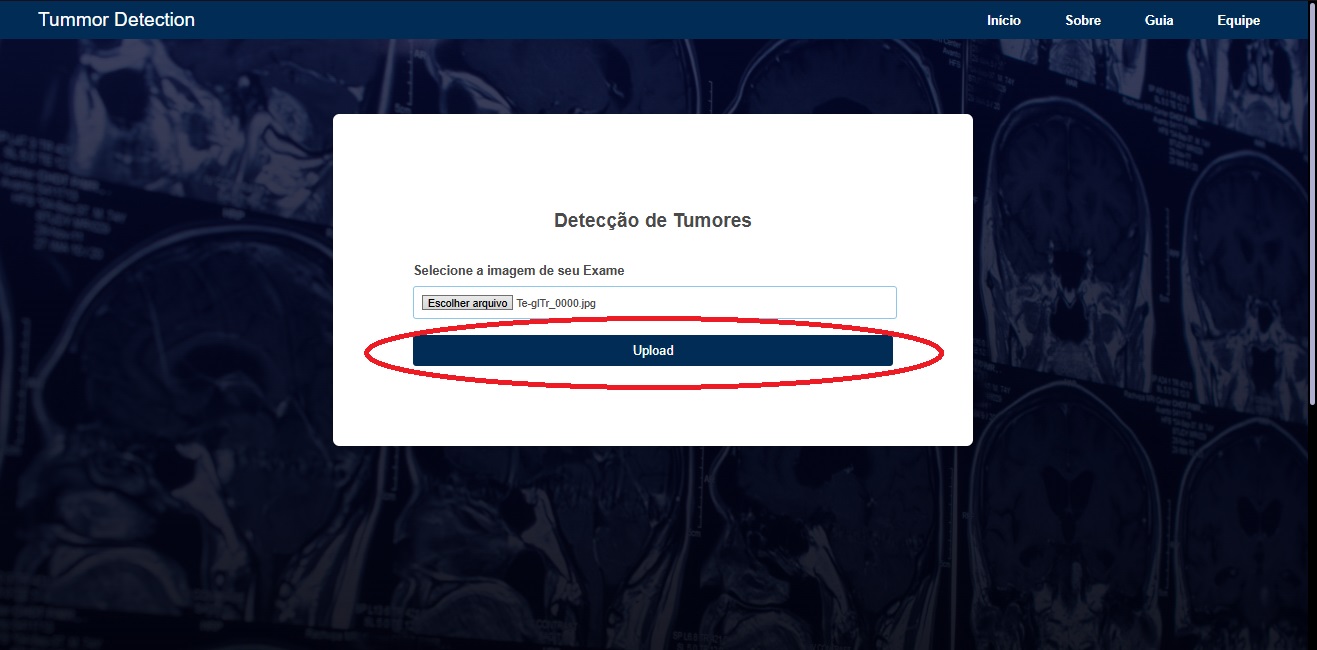 Tummor Detection
Início Sobre Guia Equipe
Detecção de Tumores
Selecione a imagem de seu Exame
Escolher arquivo Te-glTr_0000.jpg
Upload